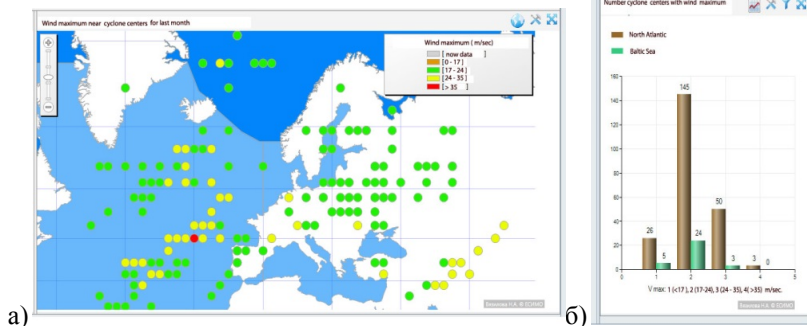 Wind maximum near cyclone centers for last month
Wind maximum ( m/sec)
[ now data ]
[0 - 17 ]
[17 - 24]
[24 - 35]
[> 35 ]
а)
Number cyclone centers with wind maximum
North Atlantic
Baltic Sea
160
140
120
100
80
60
40
20
0
26
5
145
24
50
3
3
0
0
1
2
3
4
5
V max: 1 (<17 ), 2 (17-24), 3 (24 - 35), 4( >35) m/sec.
б)